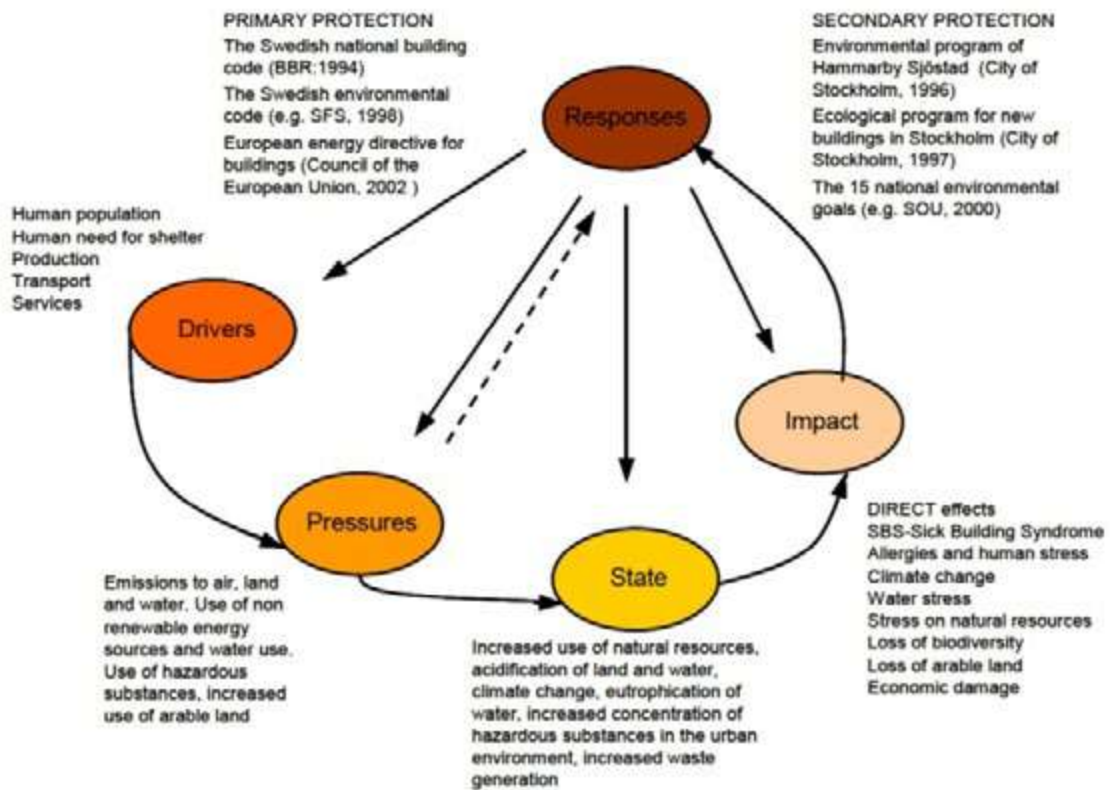 PRIMARY PROTECTION
The Swedish national building
code (BBR:1994)
The Swedish environmental
code (e.g. SFS, 1998)
European energy directive for
buildings (Council of the
European Union, 2002 )
SECONDARY PROTECTION
Environmental program of
Hammarby Sjöstad (City of
Stockholm, 1996)
Ecological program for new
buildings in Stockholm (City of
Stockholm, 1997)
The 15 national environmental
goals (e.g. SOU, 2000)
Responses
Human population
Human need for shelter
Production
Transport
Services
Drivers
Impact
Pressures
State
DIRECT effects
SBS-Sick Building Syndrome
Allergies and human stress
Climate change
Water stress
Stress on natural resources
Loss of biodiversity
Loss of arable land
Economic damage
Emissions to air, land
and water. Use of non
renewable energy
sources and water use.
Use of hazardous
substances, increased
use of arable land
Increased use of natural resources,
acidification of land and water,
climate change, eutrophication of
water, increased concentration of
hazardous substances in the urban
environment, increased waste
generation